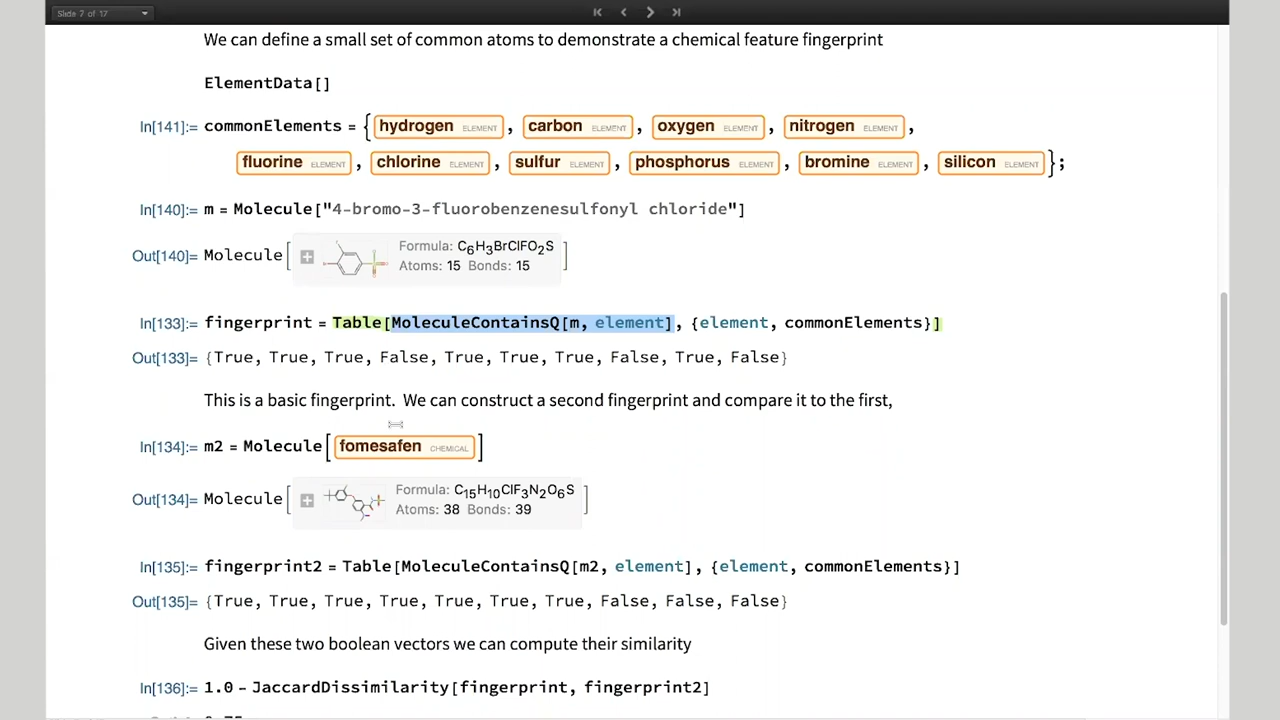 Slide 7 of 17
We can define a small set of common atoms to demonstrate a chemical feature fingerprint
ElementData[]
In[141]:= commonElements = { hydrogen ELEMENT , carbon ELEMENT , oxygen ELEMENT , nitrogen ELEMENT ,
fluorine ELEMENT , chlorine ELEMENT , sulfur ELEMENT , phosphorus ELEMENT , bromine ELEMENT , silicon ELEMENT };
In[140]:= m = Molecule["4-bromo-3-fluorobenzenesulfonyl chloride"]
Out[140]= Molecule[ Formula: C6H3BrClFO2S
Atoms: 15 Bonds: 15 ]
In[133]:= fingerprint = Table[MoleculeContainsQ[m, element], {element, commonElements}]
Out[133]= {True, True, True, False, True, True, True, False, True, False}
This is a basic fingerprint. We can construct a second fingerprint and compare it to the first,
In[134]:= m2 = Molecule[ fomesafen CHEMICAL ]
Out[134]= Molecule[ Formula: C15H10ClF3N2O6S
Atoms: 38 Bonds: 39 ]
In[135]:= fingerprint2 = Table[MoleculeContainsQ[m2, element], {element, commonElements}]
Out[135]= {True, True, True, True, True, True, True, False, False, False}
Given these two boolean vectors we can compute their similarity
In[136]:= 1.0 - JaccardDissimilarity[fingerprint, fingerprint2]